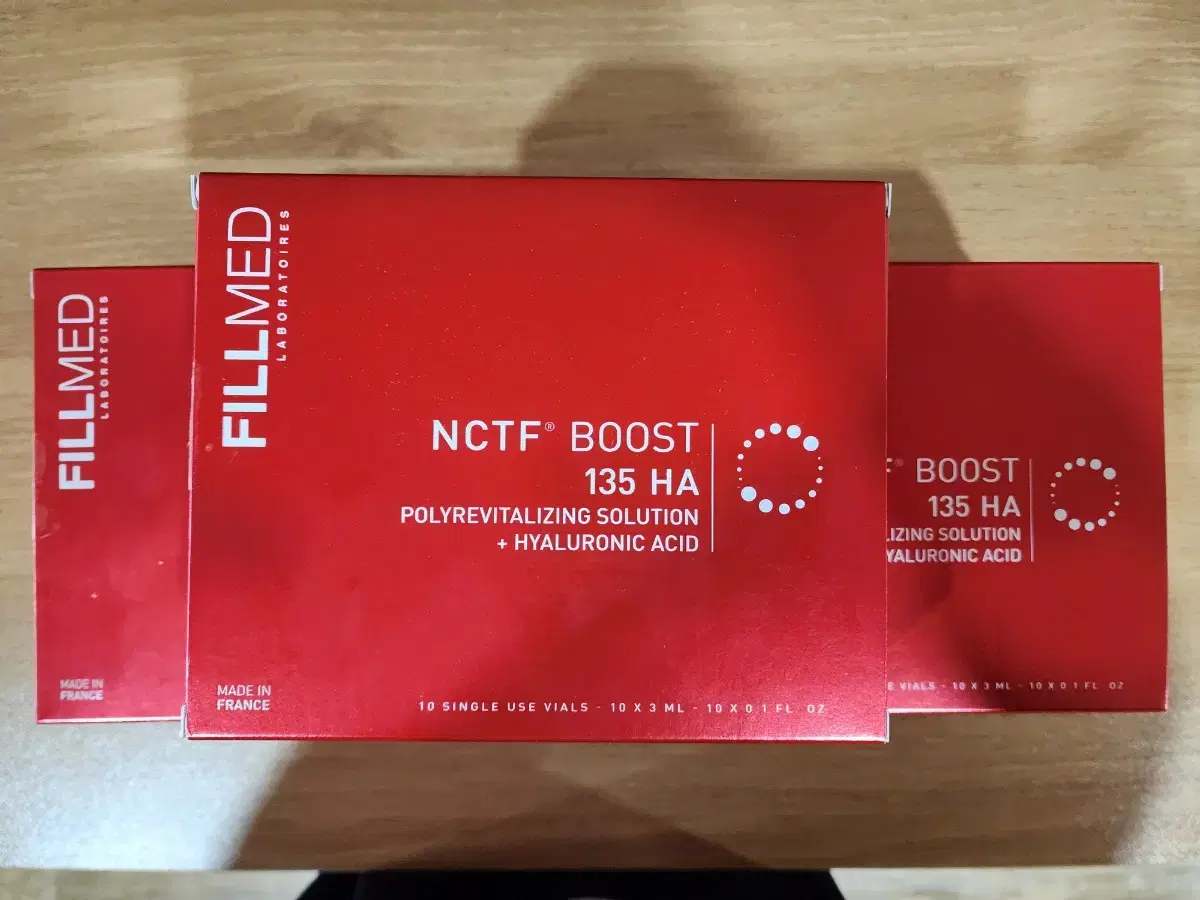 FILLMED
LABORATOIRES
NCTF® BOOST
135 HA
POLYREVITALIZING SOLUTION
+ HYALURONIC ACID
MADE IN
FRANCE
10 SINGLE USE VIALS - 10 X 3 ML - 10 X 0.1 FL. OZ
FILLMED
LABORATOIRES
MADE IN
FRANCE
® BOOST
135 HA
SOLUTION
ACID
VIALS - 10 X 3 ML - 10 X 0.1 FL. OZ